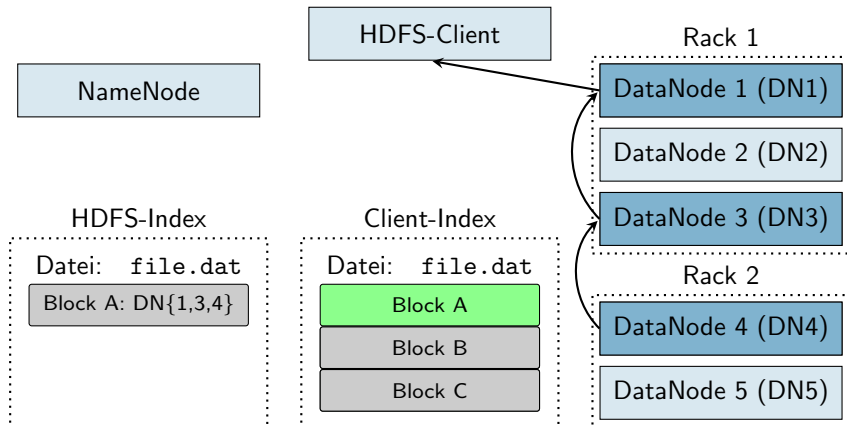 HDFS-Client
NameNode
Rack 1
DataNode 1 (DN1)
DataNode 2 (DN2)
DataNode 3 (DN3)
HDFS-Index
Datei: file.dat
Block A: DN{1,3,4}
Client-Index
Datei: file.dat
Block A
Block B
Block C
Rack 2
DataNode 4 (DN4)
DataNode 5 (DN5)